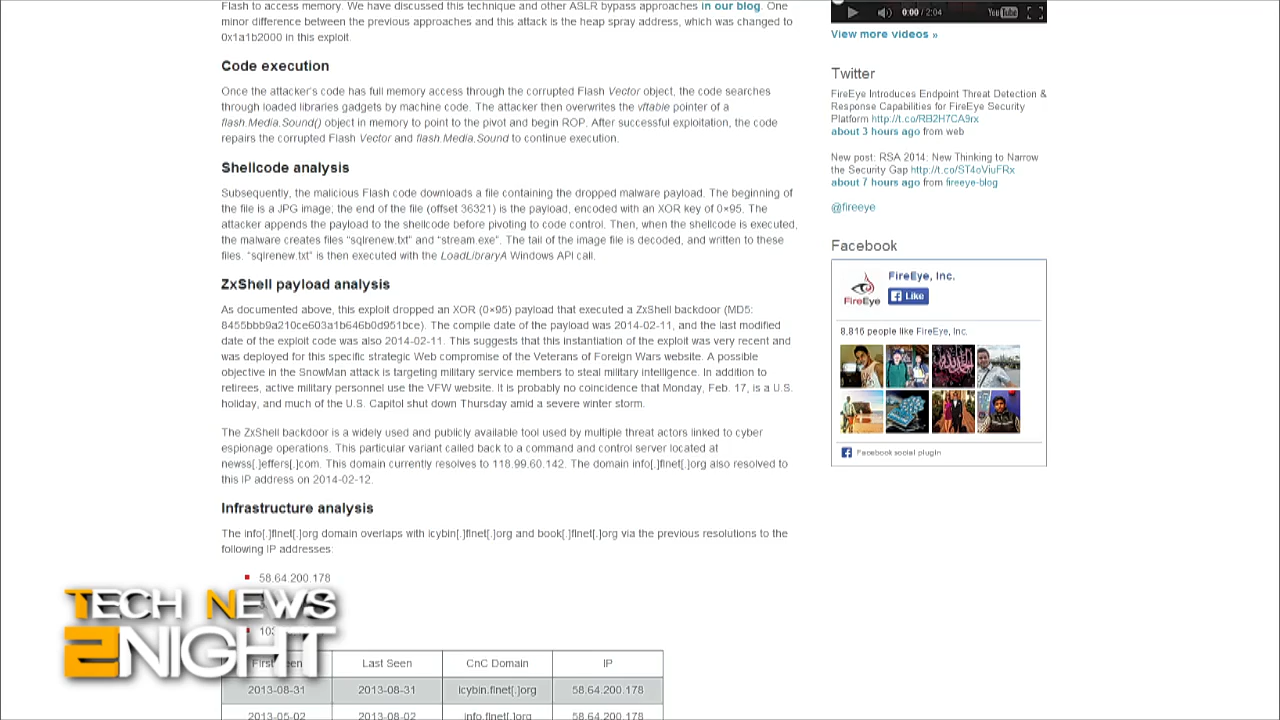 Flash to access memory. We have discussed this technique and other ASLR bypass approaches in our blog. One
difference between the previous approaches and this attack is the heap spray address, which was changed to
0x1a1b2000 in this exploit.
Code execution
Once the attacker's code has full memory access through the corrupted Flash Vector object, the code searches
through loaded libraries gadgets by machine code. The attacker then overwrites the vftable pointer of a
flash.Media.Sound() object in memory to point to the pivot and begin ROP. After successful exploitation, the code
repairs the corrupted Flash Vector and flash.Media.Sound to continue execution.
Shellcode analysis
Subsequently, the malicious Flash code downloads a file containing the dropped malware payload. The beginning of
the file is a JPG image; the end of the file (offset 36321) is the payload, encoded with an XOR key of 0×95. The
attacker appends the payload to the shellcode before pivoting to code control. Then, when the shellcode is executed,
the malware creates files "sqlrenew.txt" and "stream.exe". The tail of the image file is decoded, and written to these
files. "sqlrenew.txt" is then executed with the LoadLibraryA Windows API call.
ZxShell payload analysis
As documented above, this exploit dropped an XOR (0×95) payload that executed a ZxShell backdoor (MD5:
8455bbb9a210ce603a1b646b0d951bce). The compile date of the payload was 2014-02-11, and the last modified
date of the exploit code was also 2014-02-11. This suggests that this instantiation of the exploit was very recent and
was deployed for this specific strategic Web compromise of the Veterans of Foreign Wars website. A possible
objective in the SnowMan attack is targeting military service members to steal military intelligence. In addition to
retirees, active military personnel use the VFW website. It is probably no coincidence that Monday, Feb. 17, is a U.S.
holiday, and much of the U.S. Capitol shut down Thursday amid a severe winter storm.
The ZxShell backdoor is a widely used and publicly available tool used by multiple threat actors linked to cyber
espionage operations. This particular variant called back to a command and control server located at
newss[.]effers[.]com. This domain currently resolves to 118.99.60.142. The domain info[.]flnet[.]org also resolved to
this IP address on 2014-02-12.
Infrastructure analysis
The info[.]flnet[.]org domain overlaps with icybin[.]flnet[.]org and book[.]flnet[.]org via the previous resolutions to the
following IP addresses:
58.64.200.178
First Seen Last Seen CnC Domain IP
2013-08-31 2013-08-31 icybin.flnet[.]org 58.64.200.178
2013-05-02 2013-08-02 info.flnet[.]org 58.64.200.178
0:00 / 2:04 YouTube
View more videos »
Twitter
FireEye Introduces Endpoint Threat Detection &
Response Capabilities for FireEye Security
Platform http://t.co/RB2H7CA9rx
about 3 hours ago from web
New post: RSA 2014: New Thinking to Narrow
the Security Gap http://t.co/ST4oViuFRx
about 7 hours ago from fireeye-blog
@fireeye
Facebook
FireEye, Inc.
FireEye
Like
8,816 people like FireEye, Inc.
Facebook social plugin
TECH NEWS
2NIGHT